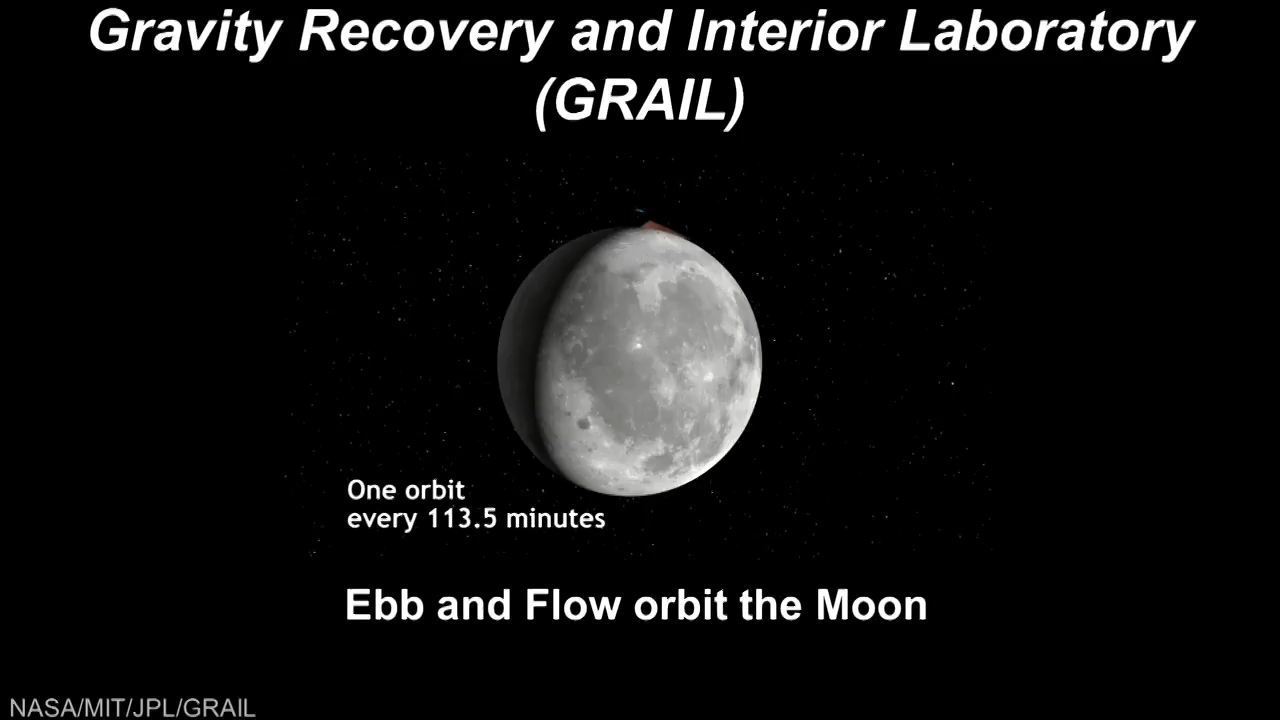 Gravity Recovery and Interior Laboratory
(GRAIL)
One orbit
every 113.5 minutes
Ebb and Flow orbit the Moon
NASA/MIT/JPL/GRAIL